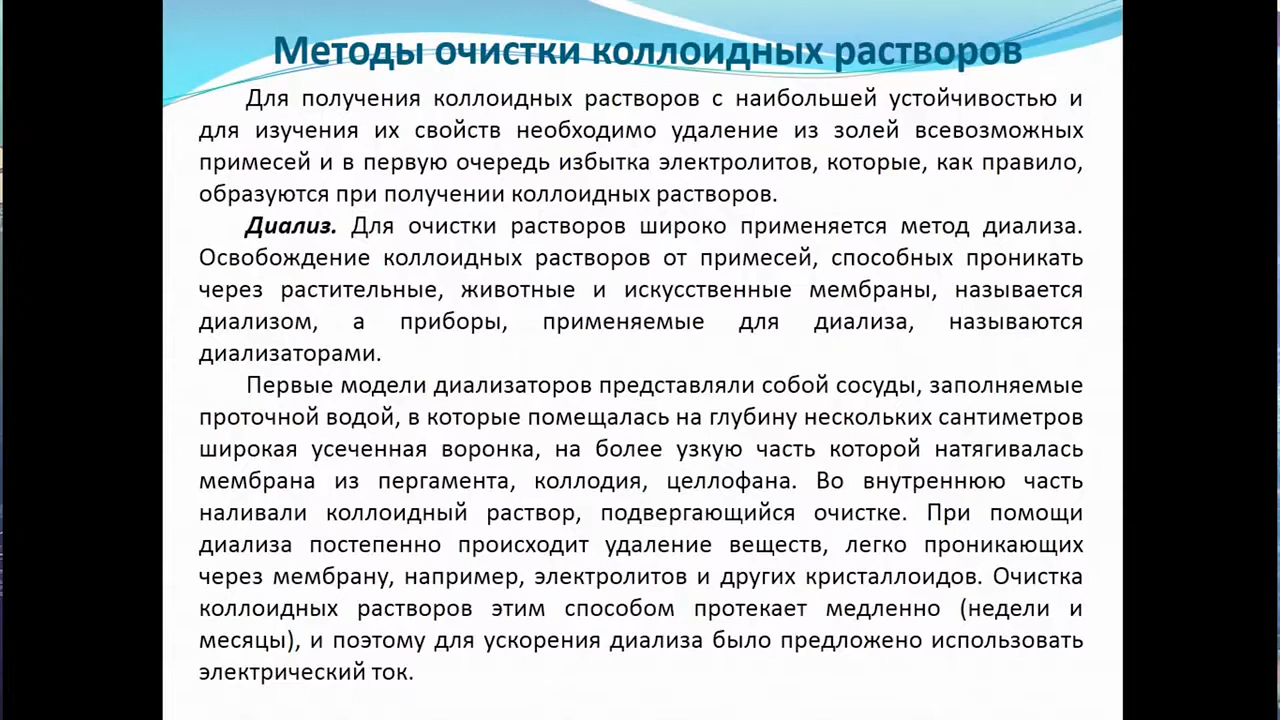 Методы очистки коллоидных растворов
Для получения коллоидных растворов с наибольшей устойчивостью и
для изучения их свойств необходимо удаление из золей всевозможных
примесей и в первую очередь избытка электролитов, которые, как правило,
образуются при получении коллоидных растворов.
Диализ. Для очистки растворов широко применяется метод диализа.
Освобождение коллоидных растворов от примесей, способных проникать
через растительные, животные и искусственные мембраны, называется
диализом, а приборы, применяемые для диализа, называются
диализаторами.
Первые модели диализаторов представляли собой сосуды, заполняемые
проточной водой, в которые помещалась на глубину нескольких сантиметров
широкая усеченная воронка, на более узкую часть которой натягивалась
мембрана из пергамента, коллодия, целлофана. Во внутреннюю часть
наливали коллоидный раствор, подвергающийся очистке. При помощи
диализа постепенно происходит удаление веществ, легко проникающих
через мембрану, например, электролитов и других кристаллоидов. Очистка
коллоидных растворов этим способом протекает медленно (недели и
месяцы), и поэтому для ускорения диализа было предложено использовать
электрический ток.